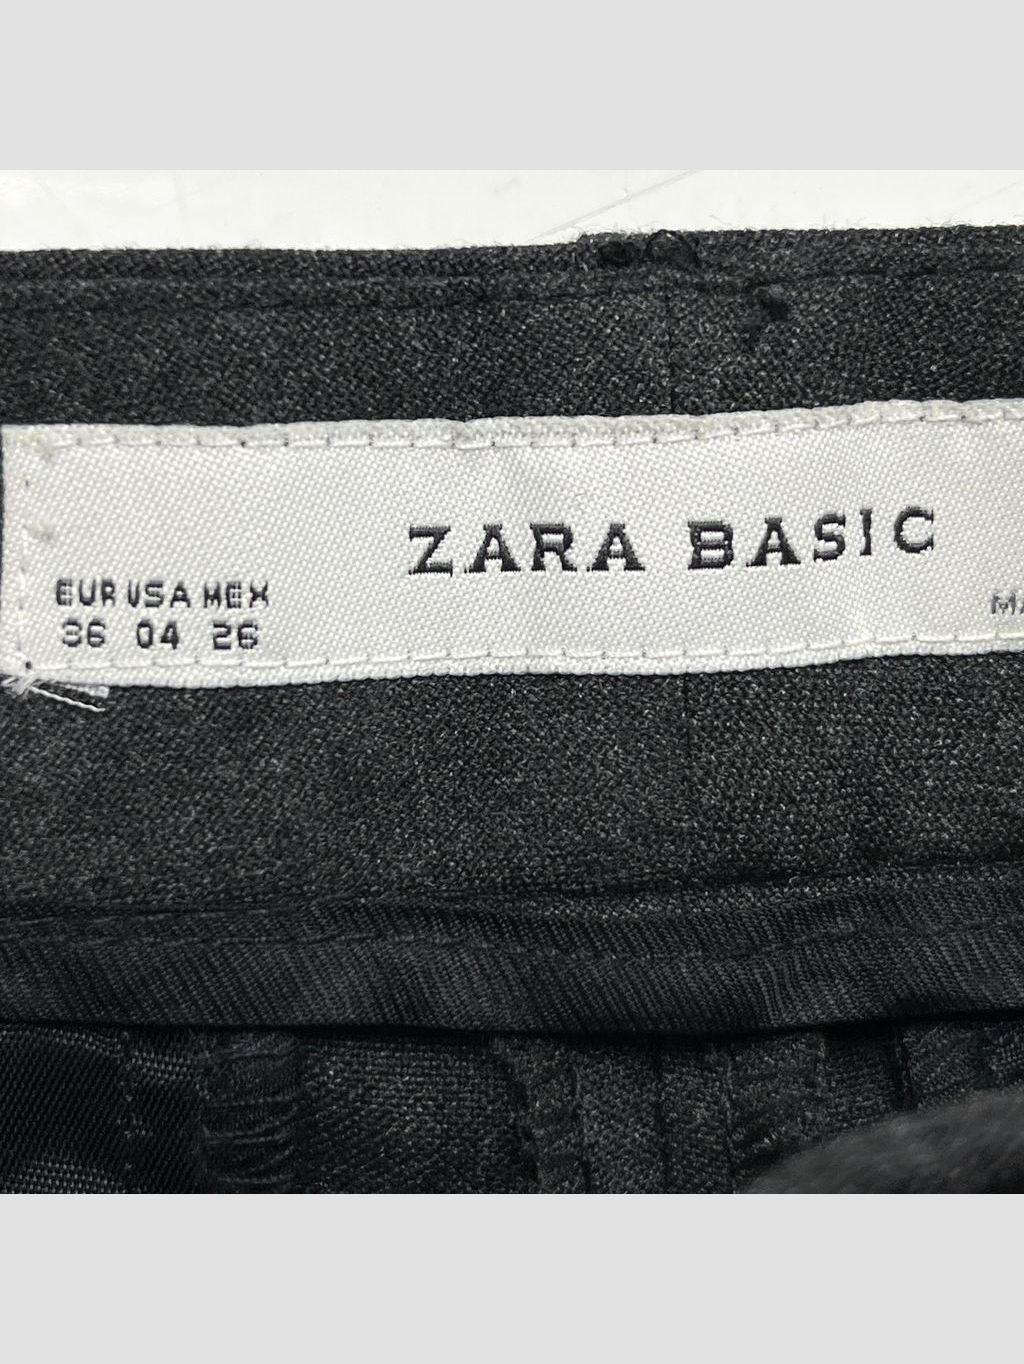 ZARA BASIC
EUR USA MEX
36 04 26